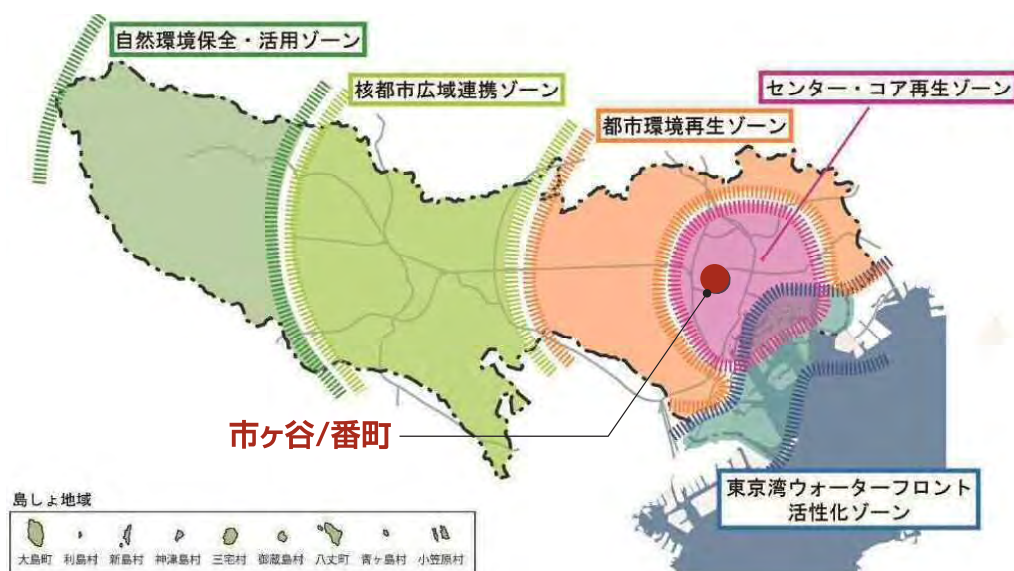 自然環境保全・活用ゾーン
核都市広域連携ゾーン
センター・コア再生ゾーン
都市環境再生ゾーン
市ヶ谷/番町
東京湾ウォーターフロント
活性化ゾーン
島しょ地域
大島町 利島村 新島村 神津島村 三宅村 御蔵島村 八丈町 青ヶ島村 小笠原村